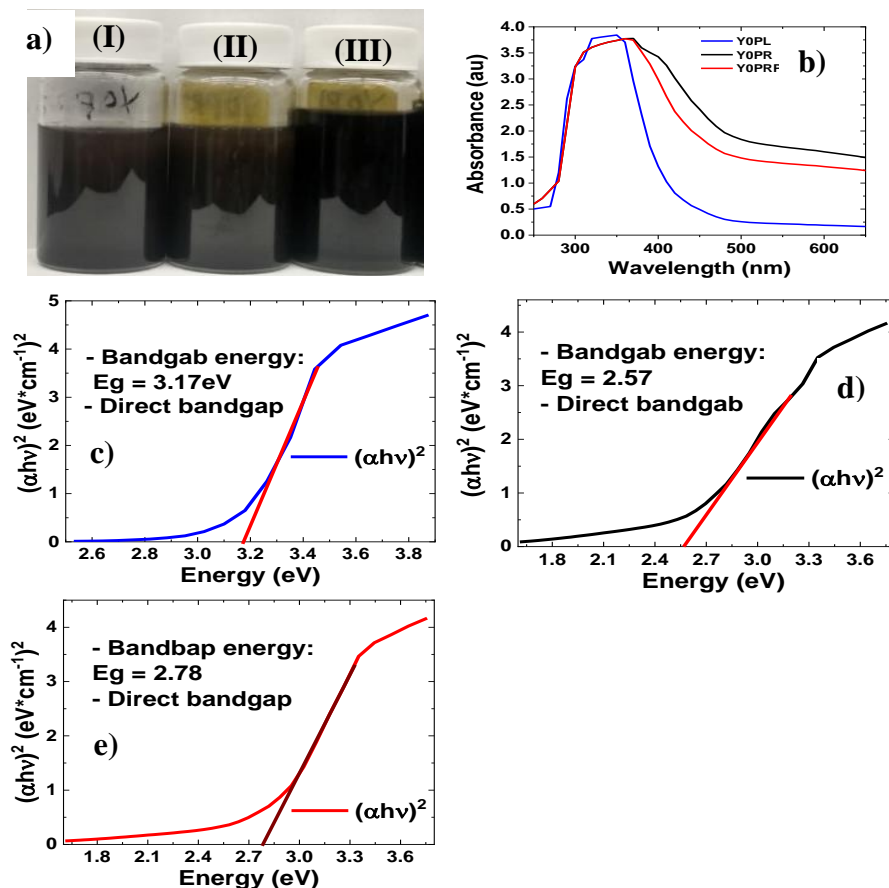 a)
(I)
(II)
(III)
b)
Absorbance (au)
4.0
3.5
3.0
2.5
2.0
1.5
1.0
0.5
0.0
Y0PL
Y0PR
Y0PRF
300
400
500
600
Wavelength (nm)
c)
(αhν)² (eV*cm⁻¹)²
5
4
3
2
1
0
- Bandgab energy:
Eg = 3.17eV
- Direct bandgap
(αhν)²
2.6
2.8
3.0
3.2
3.4
3.6
3.8
Energy (eV)
d)
(αhν)² (eV*cm⁻¹)²
4
2
0
- Bandgab energy:
Eg = 2.57
- Direct bandgab
(αhν)²
1.8
2.1
2.4
2.7
3.0
3.3
3.6
Energy (eV)
e)
(αhν)² (eV*cm⁻¹)²
5
4
3
2
1
0
- Bandbap energy:
Eg = 2.78
- Direct bandgap
(αhν)²
1.8
2.1
2.4
2.7
3.0
3.3
3.6
Energy (eV)